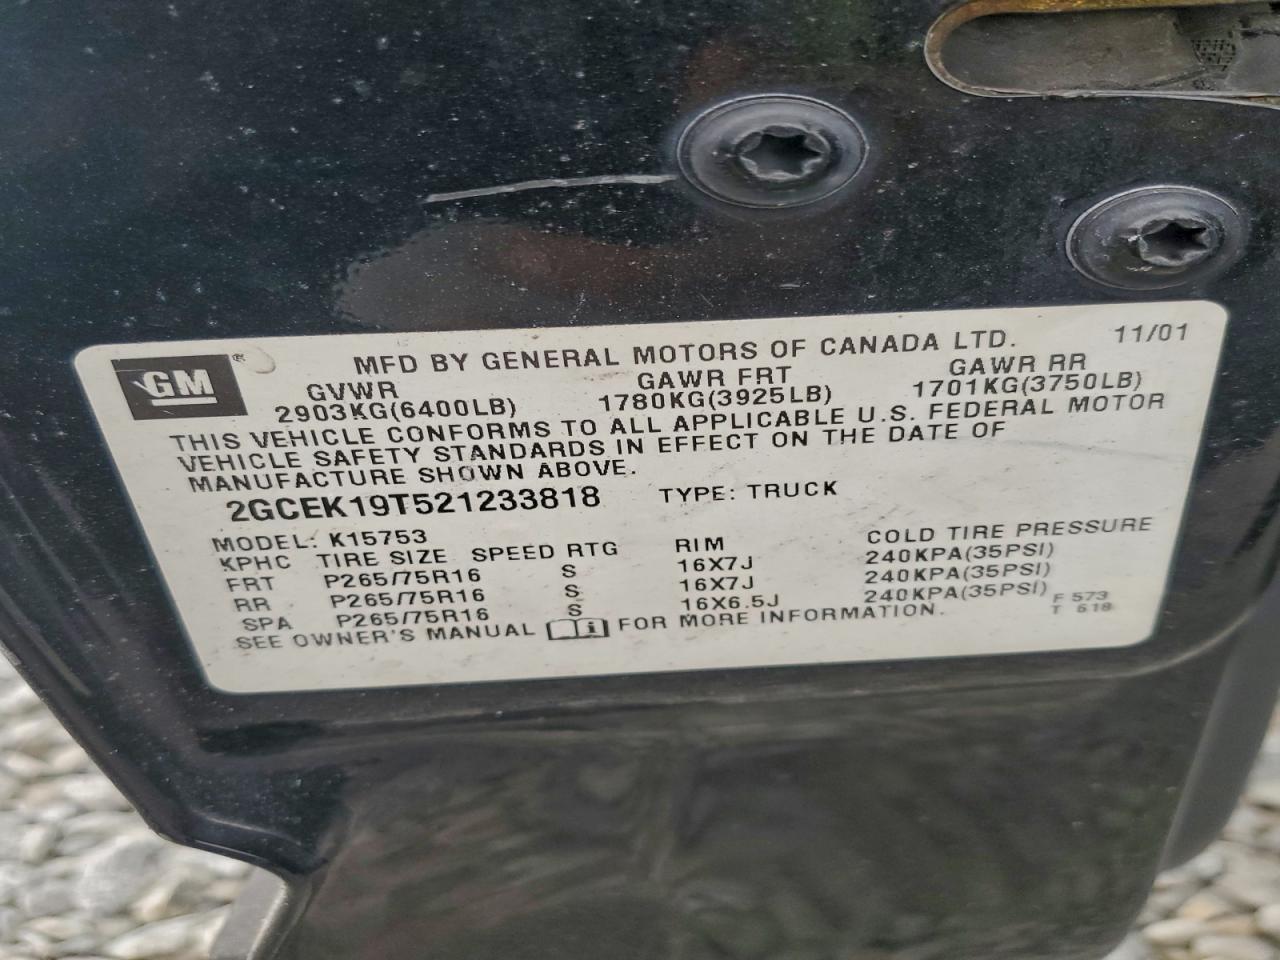 GM ®
MFD BY GENERAL MOTORS OF CANADA LTD. 11/01
GVWR GAWR FRT GAWR RR
2903KG(6400LB) 1780KG(3925LB) 1701KG(3750LB)
THIS VEHICLE CONFORMS TO ALL APPLICABLE U.S. FEDERAL MOTOR
VEHICLE SAFETY STANDARDS IN EFFECT ON THE DATE OF
MANUFACTURE SHOWN ABOVE.
2GCEK19T521233818 TYPE: TRUCK
MODEL: K15753
KPHC TIRE SIZE SPEED RTG RIM COLD TIRE PRESSURE
FRT P265/75R16 S 16X7J 240KPA(35PSI)
RR P265/75R16 S 16X7J 240KPA(35PSI)
SPA P265/75R16 S 16X6.5J 240KPA(35PSI) F 573
SEE OWNER'S MANUAL i FOR MORE INFORMATION. T 618